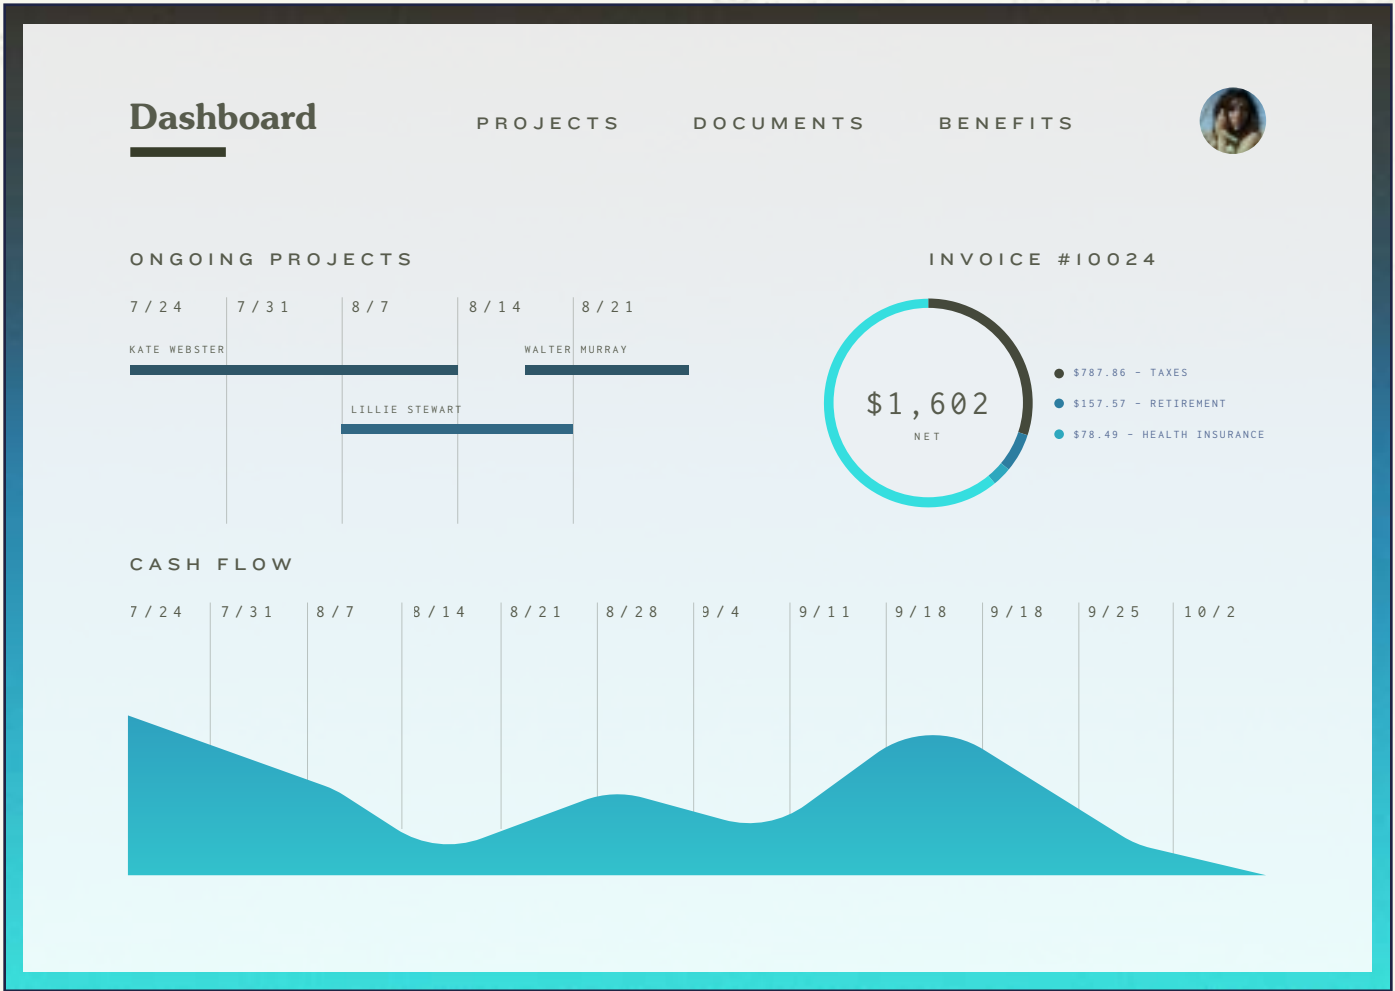 Dashboard
PROJECTS
DOCUMENTS
BENEFITS
ONGOING PROJECTS
7/24 7/31 8/7 8/14 8/21
KATE WEBSTER
WALTER MURRAY
LILLIE STEWART
INVOICE #10024
$1,602
NET
$787.86 – TAXES
$157.57 – RETIREMENT
$78.49 – HEALTH INSURANCE
CASH FLOW
7/24 7/31 8/7 8/14 8/21 8/28 9/4 9/11 9/18 9/18 9/25 10/2